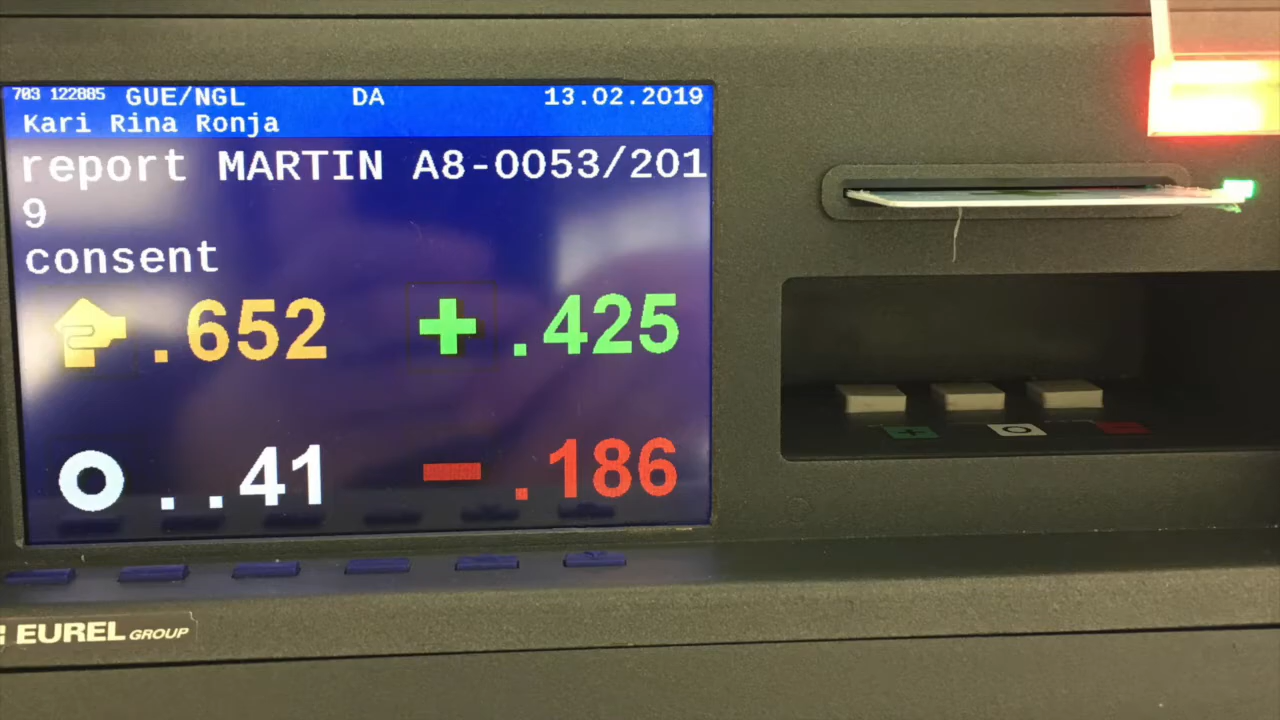 703 122885 GUE/NGL DA 13.02.2019
Kari Rina Ronja
report MARTIN A8-0053/201
9
consent
.652 + .425
O ..41 - .186
+ O -
EUREL GROUP